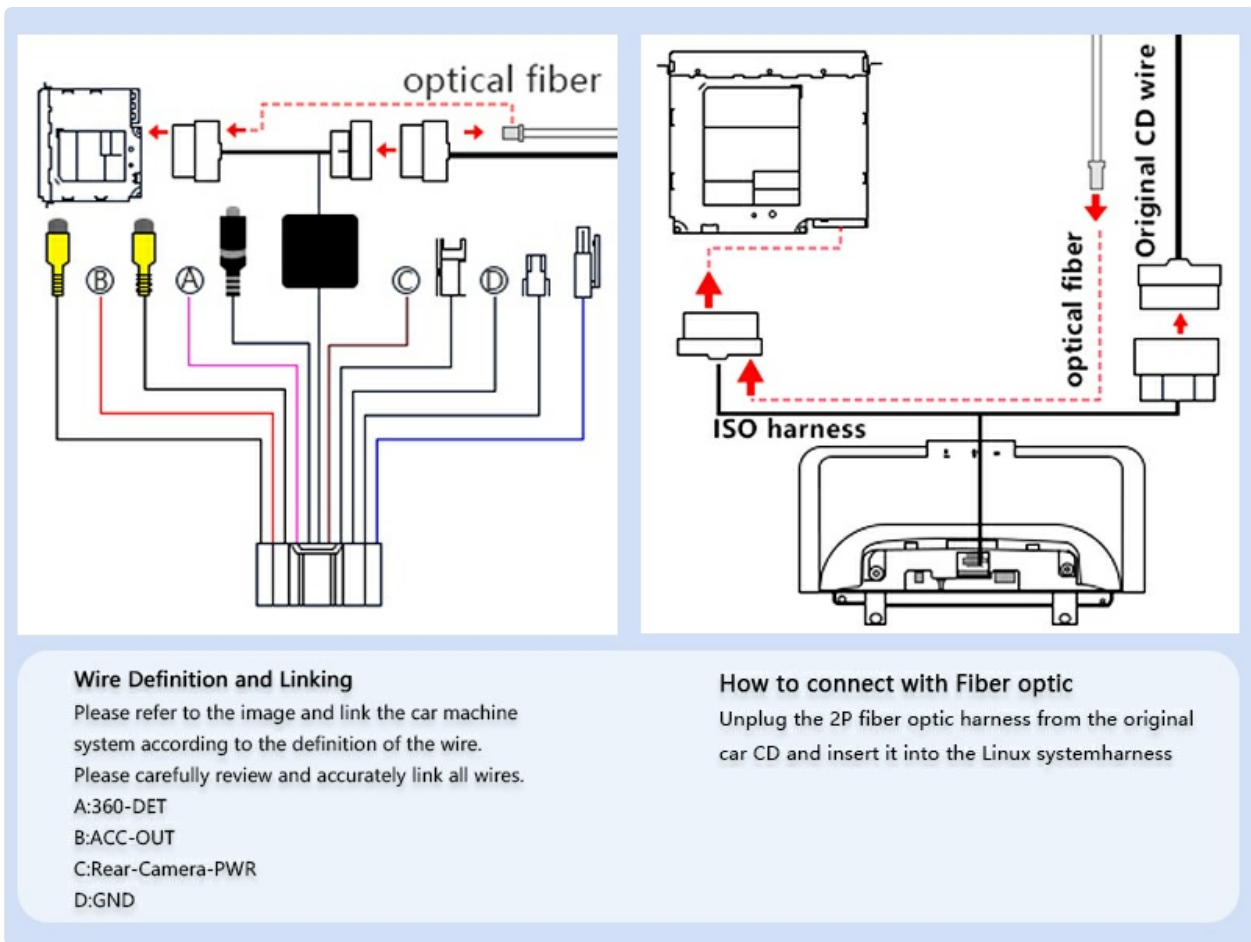 optical fiber
B
A
C
D
optical fiber
Original CD wire
ISO harness
Wire Definition and Linking
Please refer to the image and link the car machine
system according to the definition of the wire.
Please carefully review and accurately link all wires.
A:360-DET
B:ACC-OUT
C:Rear-Camera-PWR
D:GND
How to connect with Fiber optic
Unplug the 2P fiber optic harness from the original
car CD and insert it into the Linux systemharness